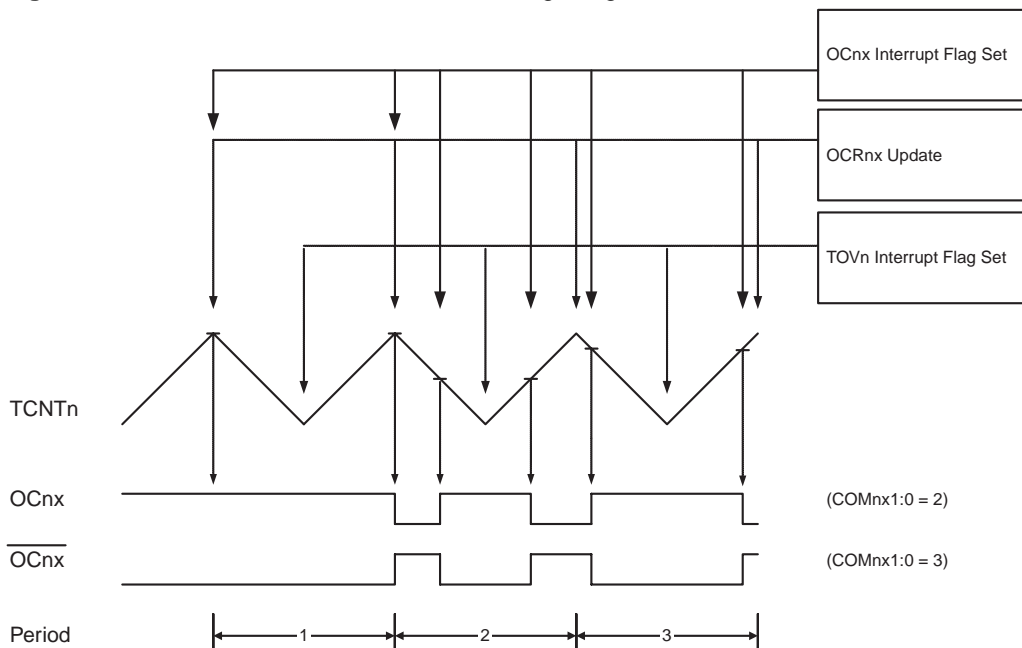 OCnx Interrupt Flag Set
OCRnx Update
TOVn Interrupt Flag Set
TCNTn
OCnx
(COMnx1:0 = 2)
OCnx
(COMnx1:0 = 3)
Period
1
2
3